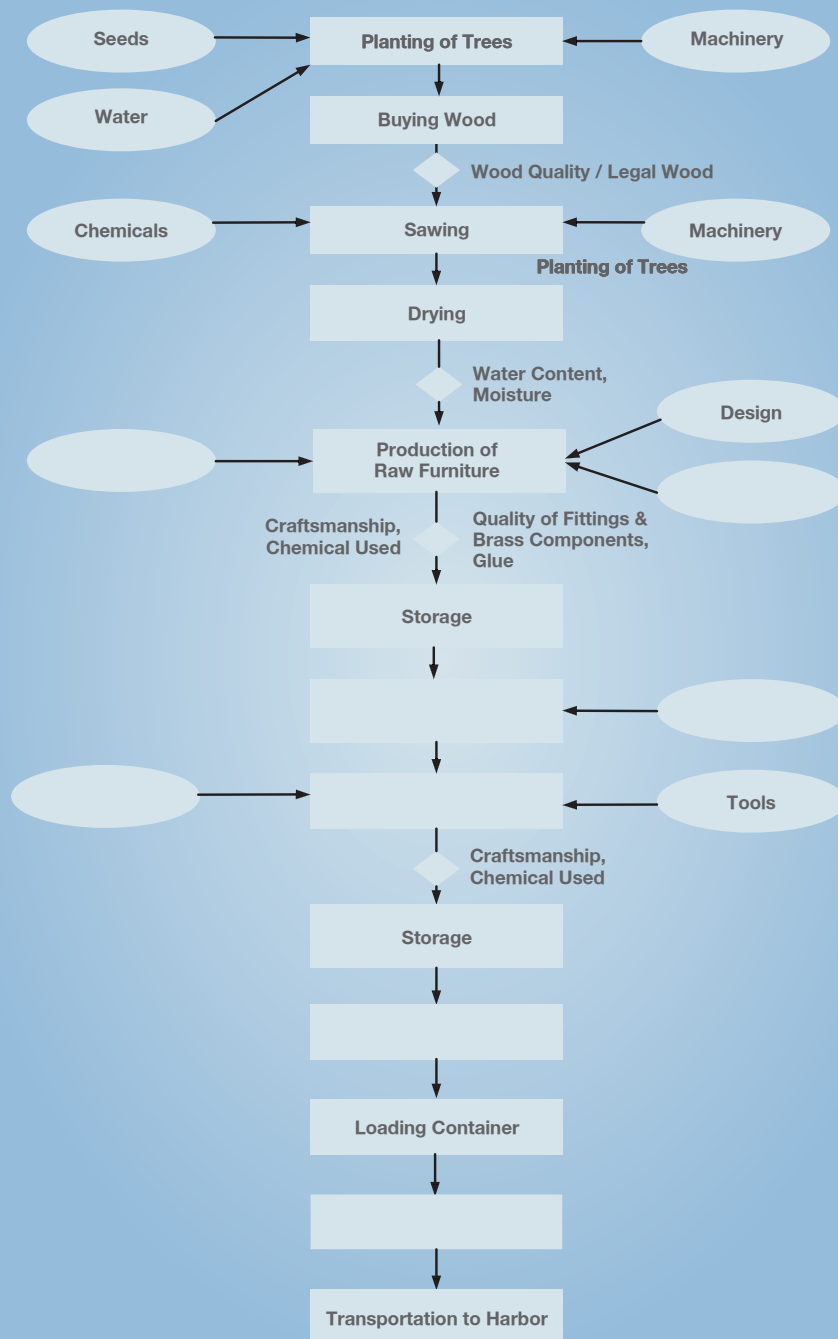 Seeds
Planting of Trees
Machinery
Water
Buying Wood
Wood Quality / Legal Wood
Chemicals
Sawing
Machinery
Planting of Trees
Drying
Water Content,
Moisture
Design
Production of
Raw Furniture
Craftsmanship,
Chemical Used
Quality of Fittings &
Brass Components,
Glue
Storage
Tools
Craftsmanship,
Chemical Used
Storage
Loading Container
Transportation to Harbor